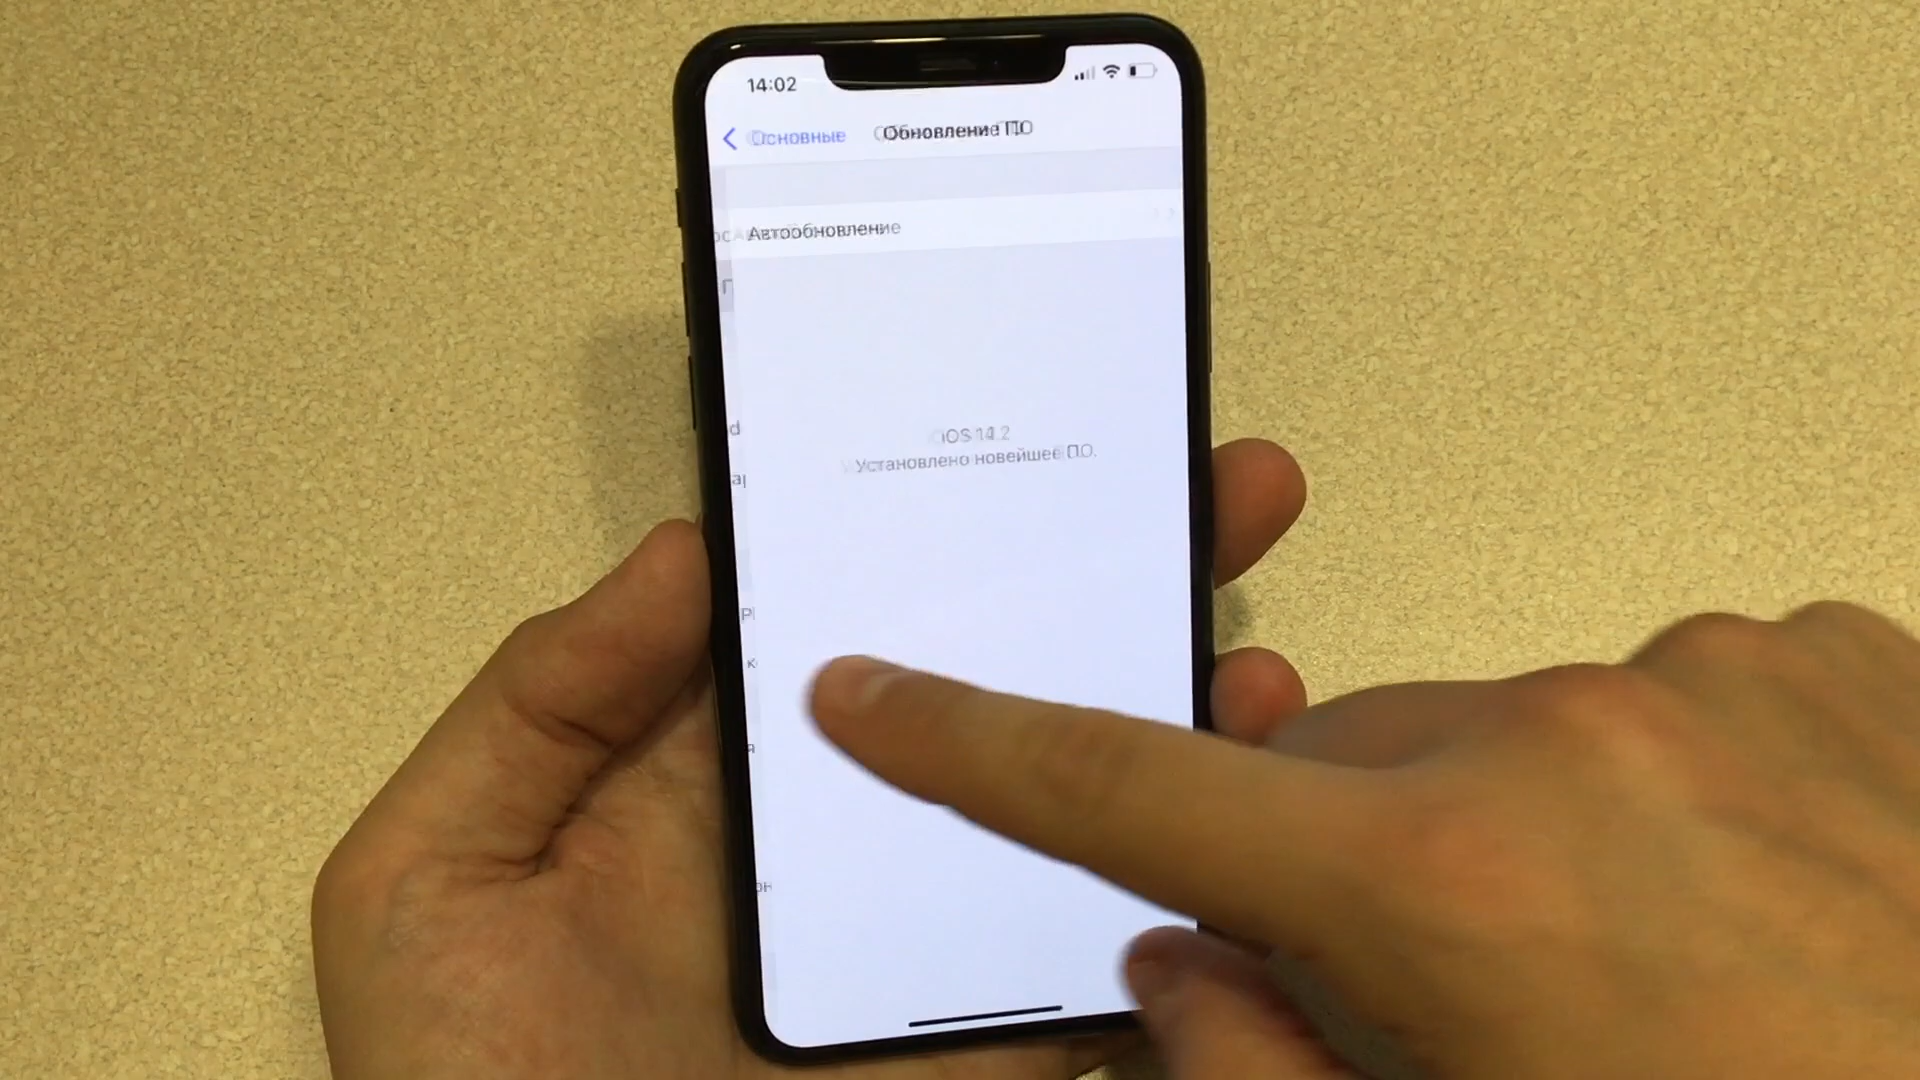 14:02
Основные
Обновление ПО
Автообновление
iOS 14.2
Установлено новейшее ПО.